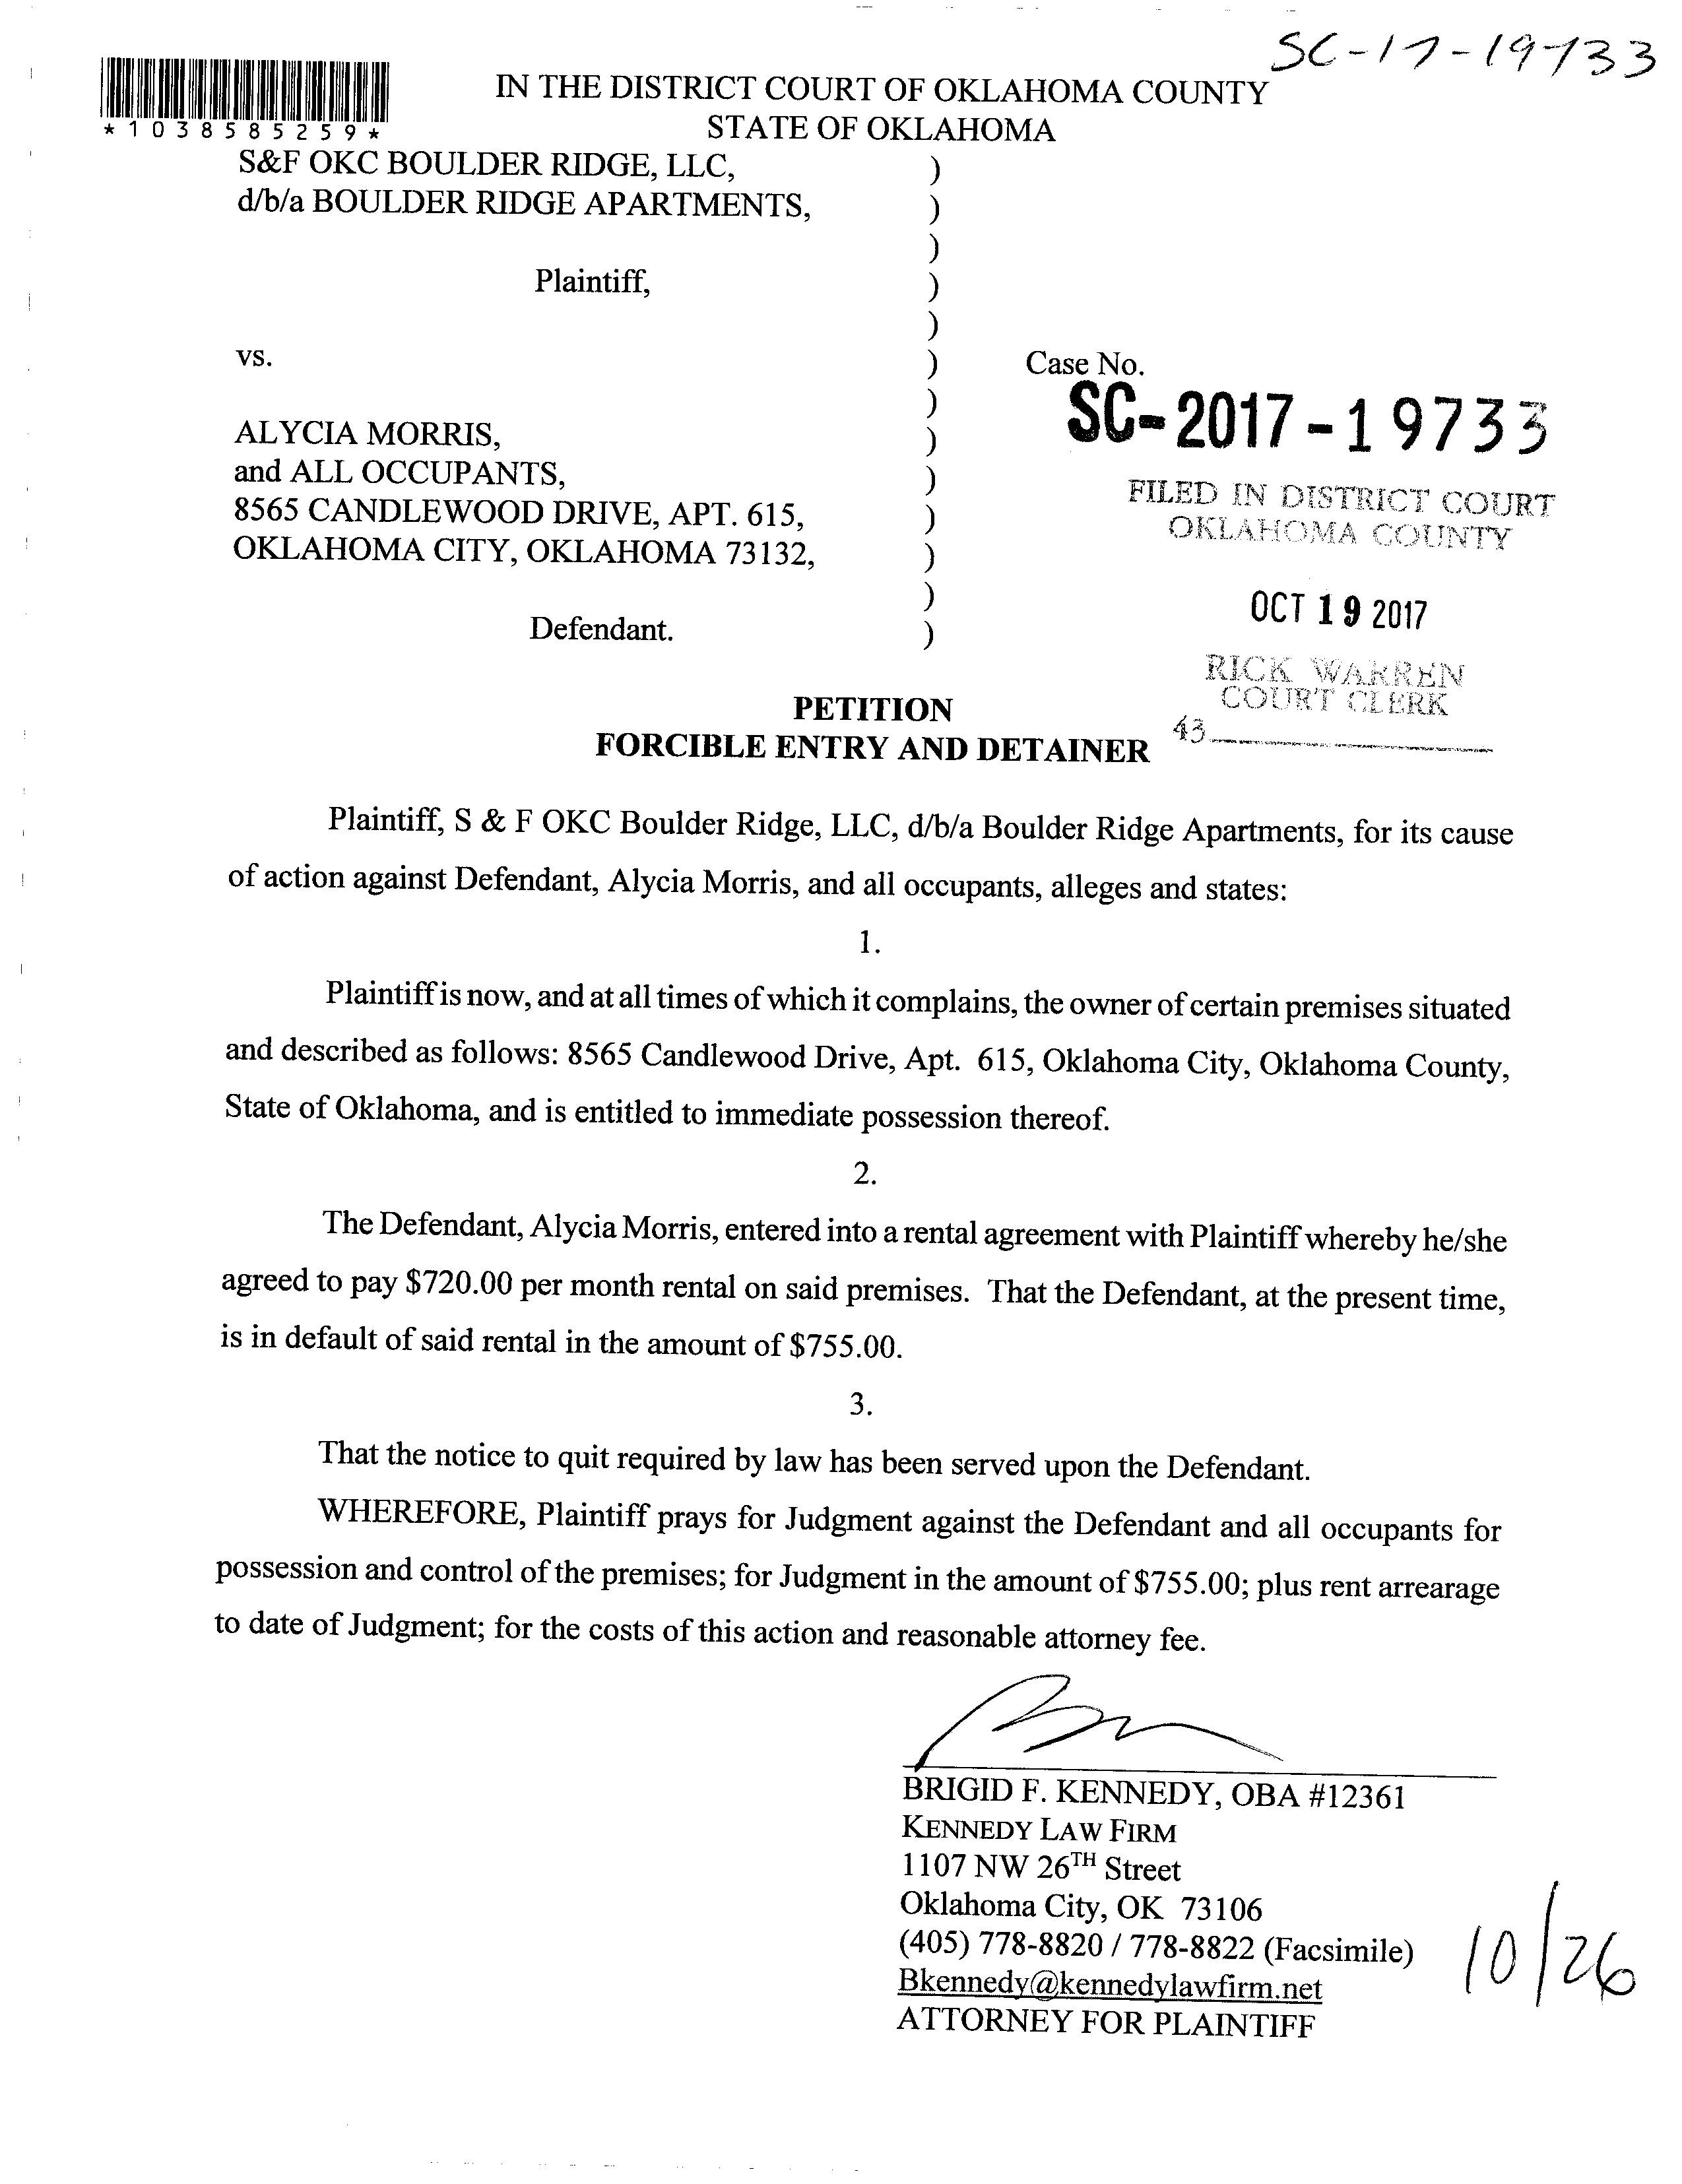 SC-17-19733
*1038585259*
IN THE DISTRICT COURT OF OKLAHOMA COUNTY
STATE OF OKLAHOMA
S&F OKC BOULDER RIDGE, LLC, )
d/b/a BOULDER RIDGE APARTMENTS, )
)
Plaintiff, )
)
vs. )
)
ALYCIA MORRIS, )
and ALL OCCUPANTS, )
8565 CANDLEWOOD DRIVE, APT. 615, )
OKLAHOMA CITY, OKLAHOMA 73132, )
)
Defendant. )
Case No.
SC-2017-19733
FILED IN DISTRICT COURT
OKLAHOMA COUNTY
OCT 19 2017
RICK WARREN
COURT CLERK
43
PETITION
FORCIBLE ENTRY AND DETAINER
Plaintiff, S & F OKC Boulder Ridge, LLC, d/b/a Boulder Ridge Apartments, for its cause
of action against Defendant, Alycia Morris, and all occupants, alleges and states:
1.
Plaintiff is now, and at all times of which it complains, the owner of certain premises situated
and described as follows: 8565 Candlewood Drive, Apt. 615, Oklahoma City, Oklahoma County,
State of Oklahoma, and is entitled to immediate possession thereof.
2.
The Defendant, Alycia Morris, entered into a rental agreement with Plaintiff whereby he/she
agreed to pay $720.00 per month rental on said premises. That the Defendant, at the present time,
is in default of said rental in the amount of $755.00.
3.
That the notice to quit required by law has been served upon the Defendant.
WHEREFORE, Plaintiff prays for Judgment against the Defendant and all occupants for
possession and control of the premises; for Judgment in the amount of $755.00; plus rent arrearage
to date of Judgment; for the costs of this action and reasonable attorney fee.
BRIGID F. KENNEDY, OBA #12361
KENNEDY LAW FIRM
1107 NW 26TH Street
Oklahoma City, OK 73106
(405) 778-8820 / 778-8822 (Facsimile)
Bkennedy@kennedylawfirm.net
ATTORNEY FOR PLAINTIFF
10/26